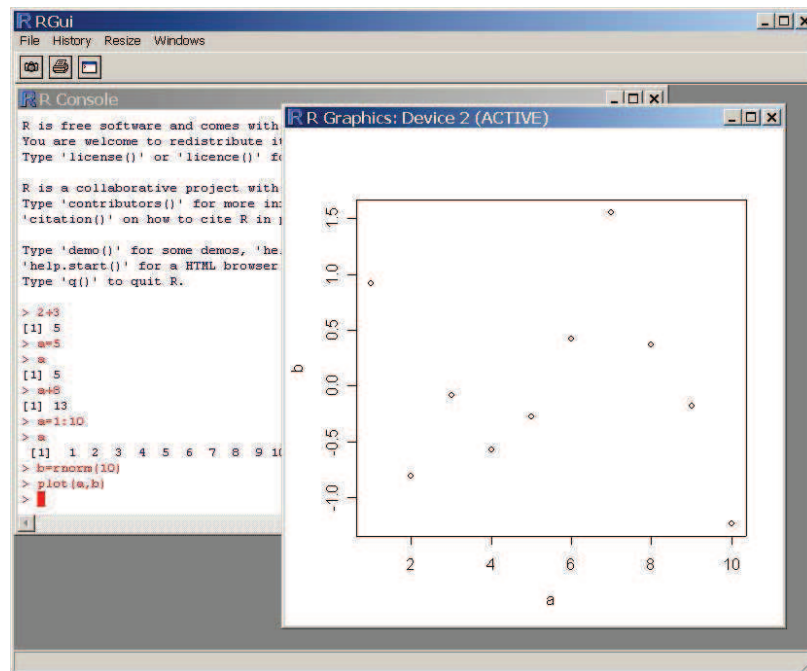 RGui
File History Resize Windows
R Console
R is free software and comes with
You are welcome to redistribute it
Type 'license()' or 'licence()' fo
R is a collaborative project with
Type 'contributors()' for more in
'citation()' on how to cite R in p
Type 'demo()' for some demos, 'he
'help.start()' for a HTML browser
Type 'q()' to quit R.
> 2+3
[1] 5
> a=5
> a
[1] 5
> a+8
[1] 13
> a=1:10
> a
[1] 1 2 3 4 5 6 7 8 9 10
> b=rnorm(10)
> plot(a,b)
>
R Graphics: Device 2 (ACTIVE)
1.5
1.0
0.5
0.0
-0.5
-1.0
b
2 4 6 8 10
a